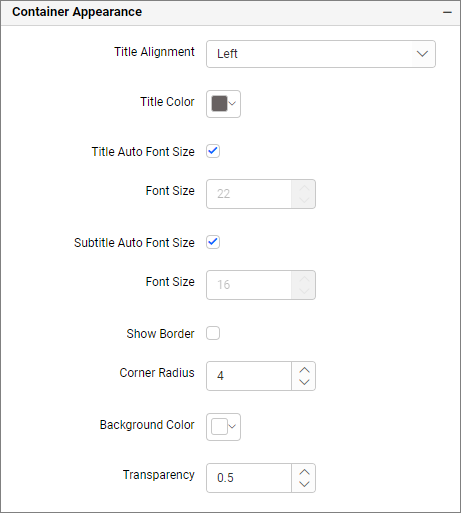 Container Appearance
Title Alignment Left
Title Color
Title Auto Font Size
Font Size 22
Subtitle Auto Font Size
Font Size 16
Show Border
Corner Radius 4
Background Color
Transparency 0.5